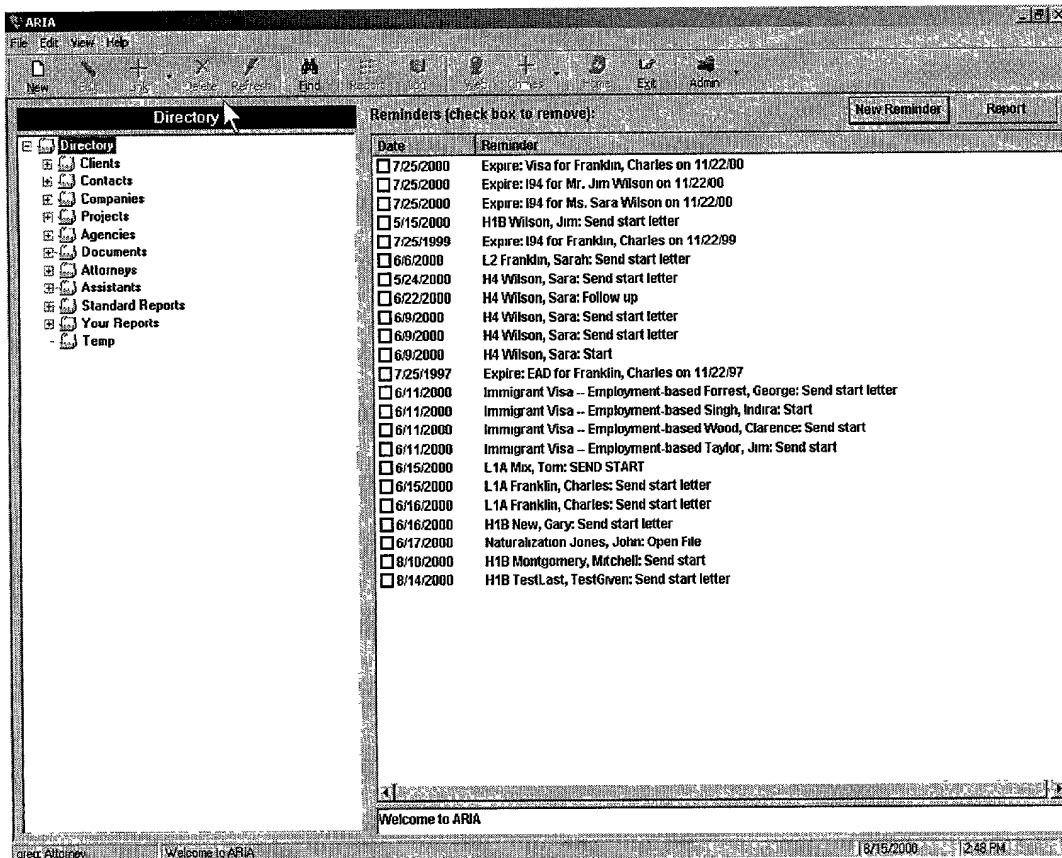 ARIA
File Edit View Help
New Edit Link Delete Refresh Find Report Log Web Home Exit Admin
Directory
Reminders (check box to remove):
New Reminder Report
Directory
Clients
Contacts
Companies
Projects
Agencies
Documents
Attorneys
Assistants
Standard Reports
Your Reports
Temp
Date Reminder
7/25/2000 Expire: Visa for Franklin, Charles on 11/22/00
7/25/2000 Expire: I94 for Mr. Jim Wilson on 11/22/00
7/25/2000 Expire: I94 for Ms. Sara Wilson on 11/22/00
5/15/2000 H1B Wilson, Jim: Send start letter
7/25/1999 Expire: I94 for Franklin, Charles on 11/22/99
6/6/2000 L2 Franklin, Sarah: Send start letter
5/24/2000 H4 Wilson, Sara: Send start letter
6/22/2000 H4 Wilson, Sara: Follow up
6/9/2000 H4 Wilson, Sara: Send start letter
6/9/2000 H4 Wilson, Sara: Send start letter
6/9/2000 H4 Wilson, Sara: Start
7/25/1997 Expire: EAD for Franklin, Charles on 11/22/97
6/11/2000 Immigrant Visa -- Employment-based Forrest, George: Send start letter
6/11/2000 Immigrant Visa -- Employment-based Singh, Indira: Start
6/11/2000 Immigrant Visa -- Employment-based Wood, Clarence: Send start
6/11/2000 Immigrant Visa -- Employment-based Taylor, Jim: Send start
6/15/2000 L1A Mix, Tom: SEND START
6/15/2000 L1A Franklin, Charles: Send start letter
6/16/2000 L1A Franklin, Charles: Send start letter
6/16/2000 H1B New, Gary: Send start letter
6/17/2000 Naturalization Jones, John: Open File
8/10/2000 H1B Montgomery, Mitchell: Send start
8/14/2000 H1B TestLast, TestGiven: Send start letter
Welcome to ARIA
greg: Attorney Welcome to ARIA 8/15/2000 2:48 PM